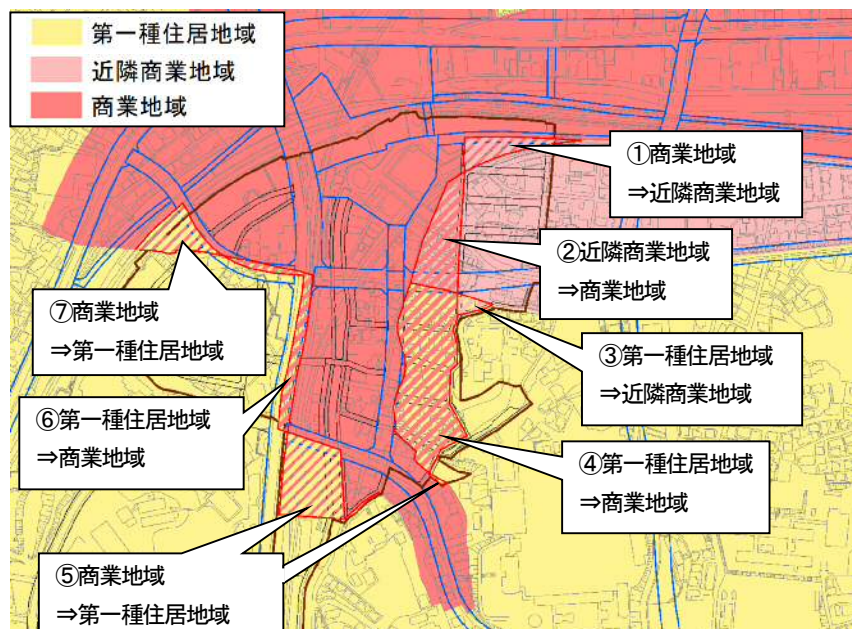 第一種住居地域
近隣商業地域
商業地域
①商業地域
⇒近隣商業地域
②近隣商業地域
⇒商業地域
③第一種住居地域
⇒近隣商業地域
④第一種住居地域
⇒商業地域
⑤商業地域
⇒第一種住居地域
⑥第一種住居地域
⇒商業地域
⑦商業地域
⇒第一種住居地域